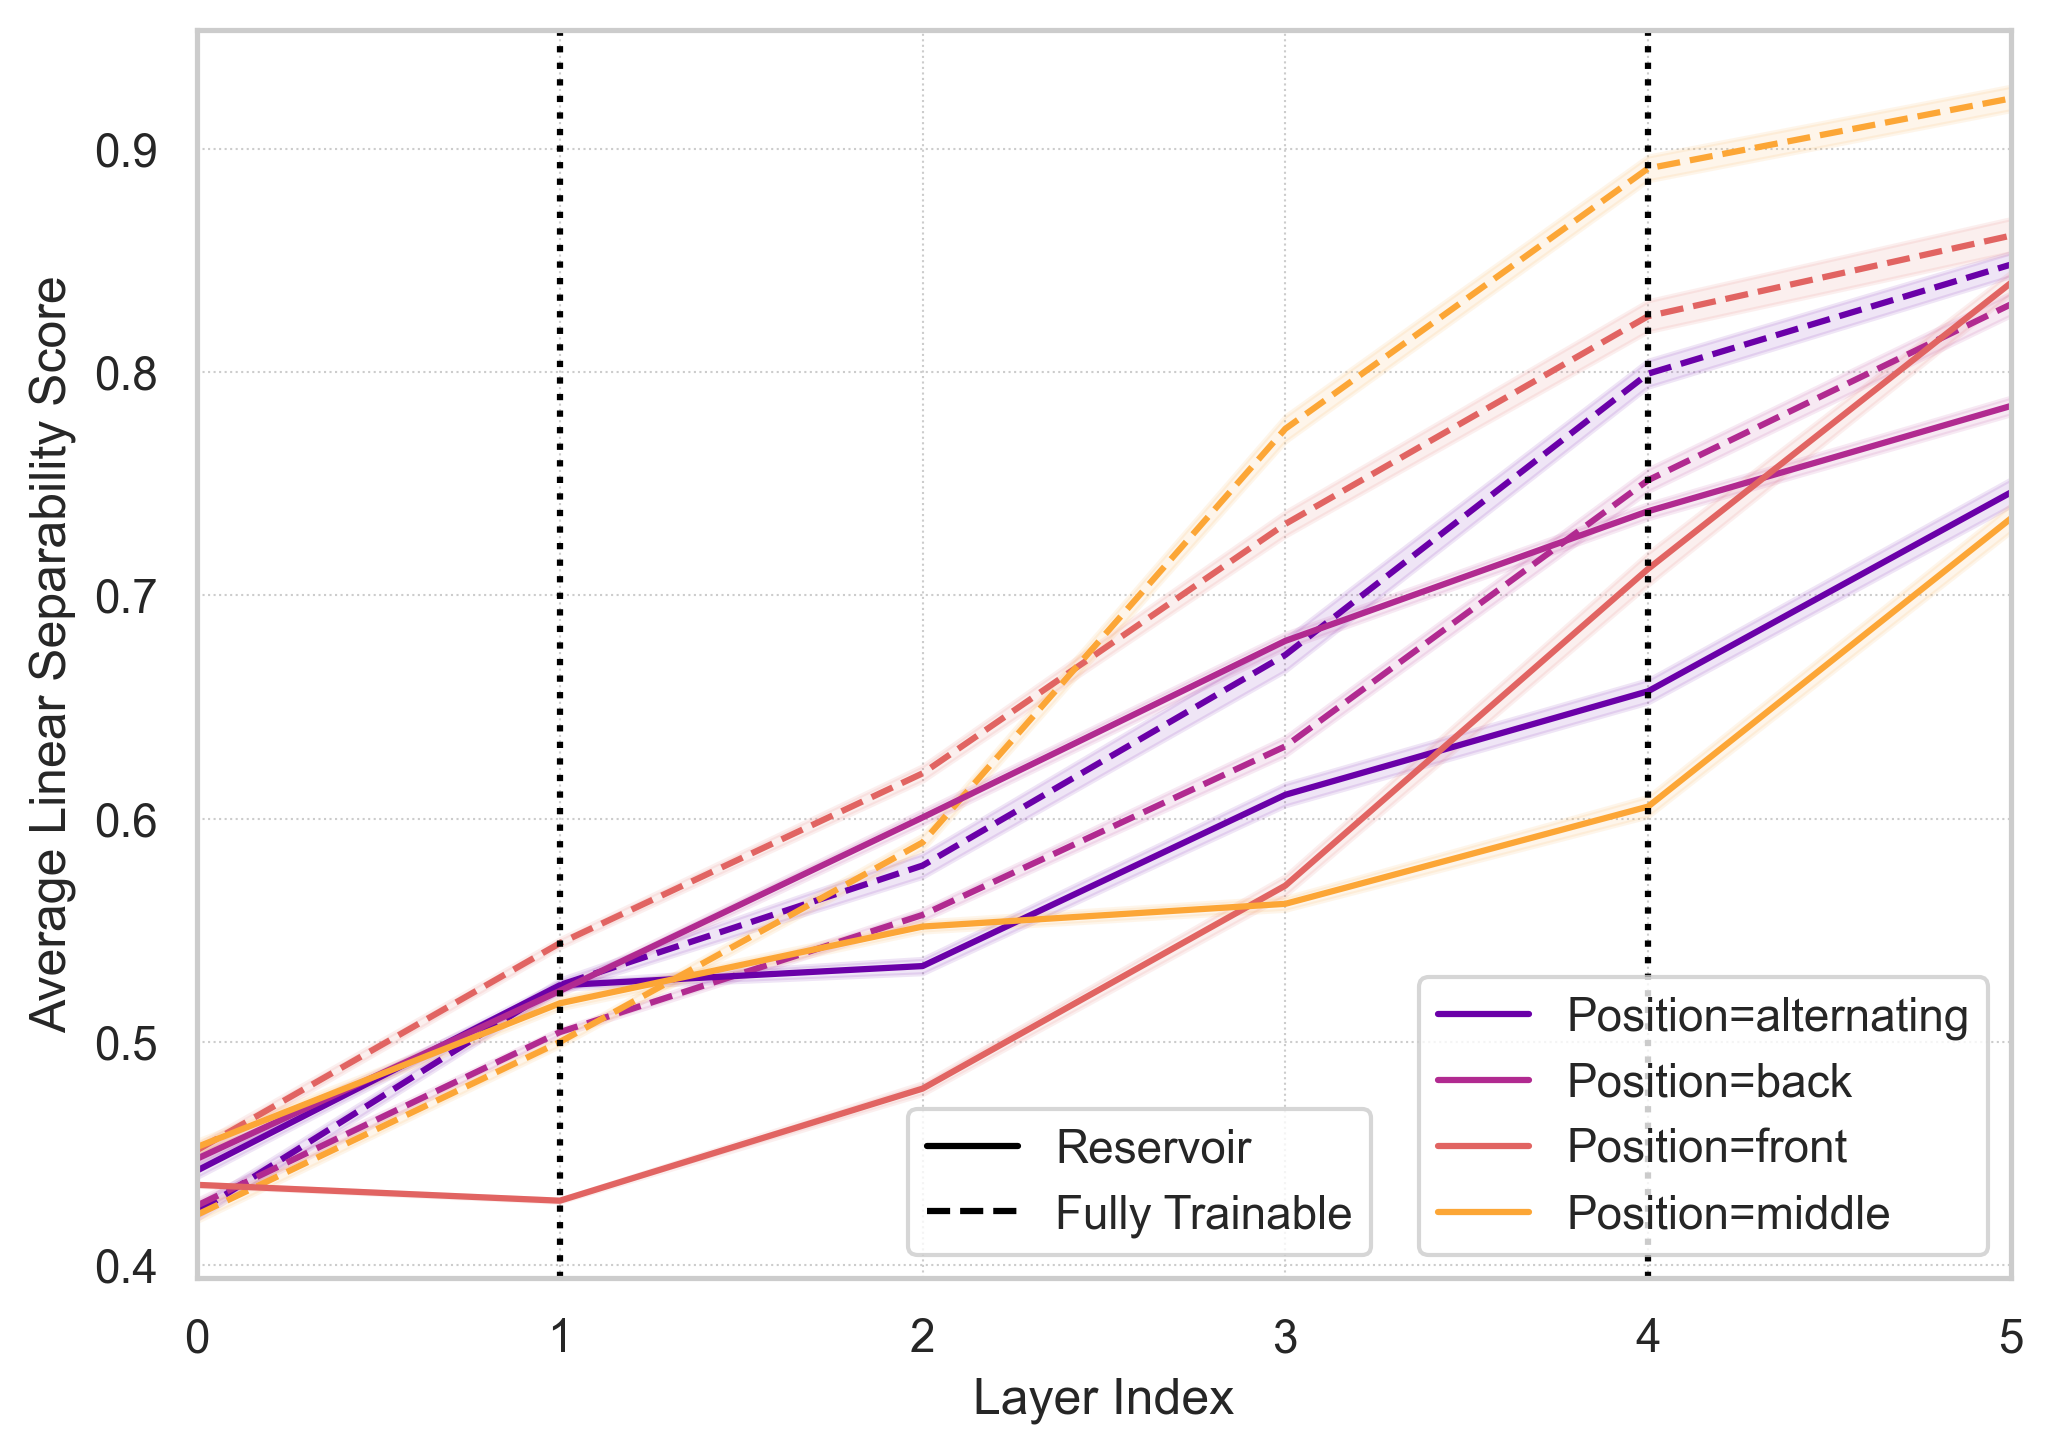 Average Linear Separability Score
0.9
0.8
0.7
0.6
0.5
0.4
0
1
2
3
4
5
Layer Index
Reservoir
Fully Trainable
Position=alternating
Position=back
Position=front
Position=middle